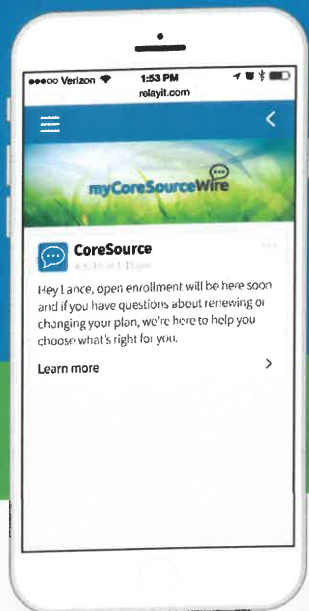 ●●●○○ Verizon 1:53 PM
relayit.com
myCoreSourceWire
CoreSource
Hey Lance, open enrollment will be here soon
and if you have questions about renewing or
changing your plan, we're here to help you
choose what's right for you.
Learn more